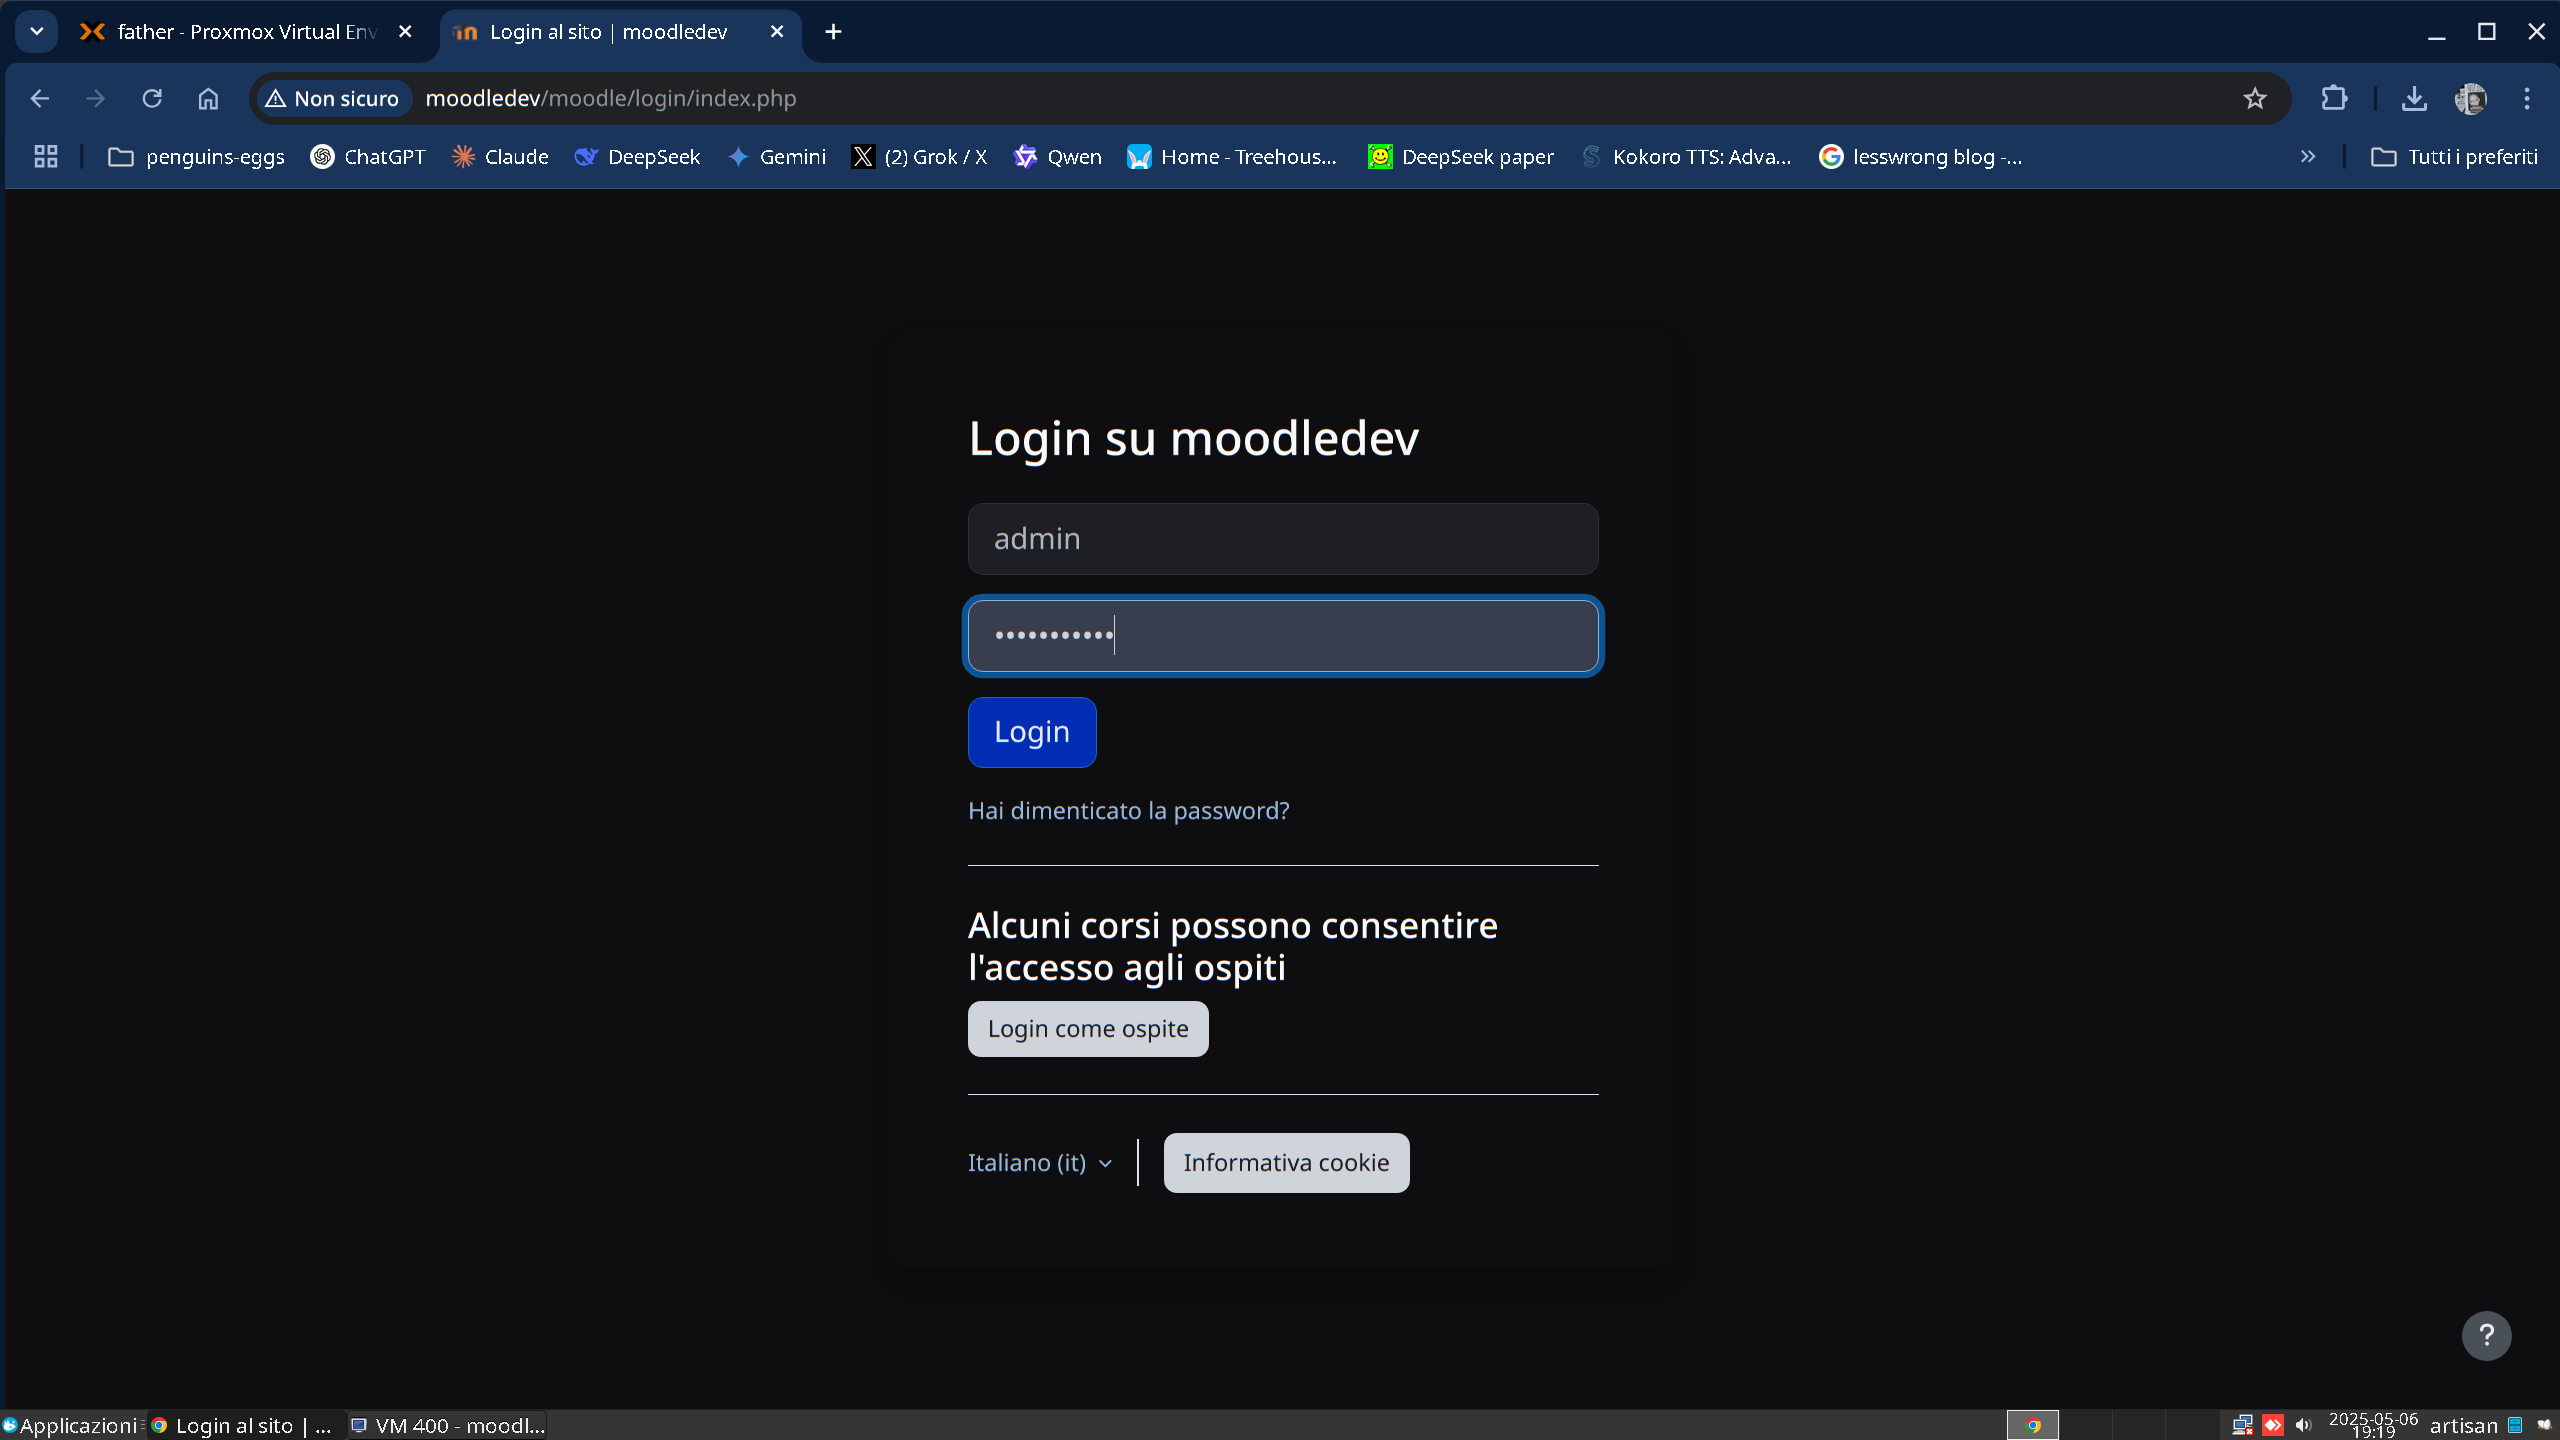 father - Proxmox Virtual Env
Login al sito | moodledev
Non sicuro
moodledev/moodle/login/index.php
penguins-eggs
ChatGPT
Claude
DeepSeek
Gemini
(2) Grok / X
Qwen
Home - Treehous...
DeepSeek paper
Kokoro TTS: Adva...
lesswrong blog -...
Tutti i preferiti
Login su moodledev
admin
Login
Hai dimenticato la password?
Alcuni corsi possono consentire
l'accesso agli ospiti
Login come ospite
Italiano (it)
Informativa cookie
?
Applicazioni
Login al sito | ...
VM 400 - moodl...
2025-05-06
19:19
artisan